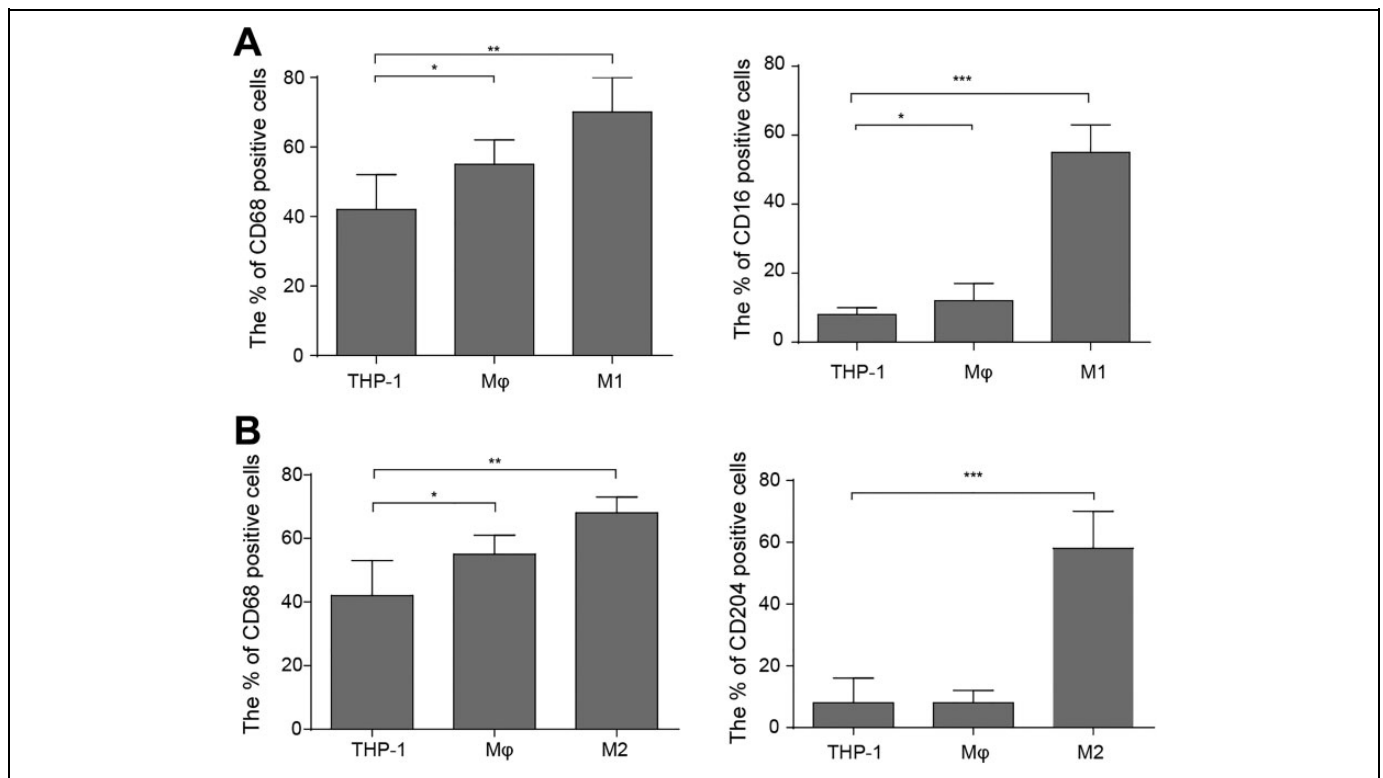 A
The % of CD68 positive cells
80
60
40
20
0
*
**
THP-1 Mφ M1
The % of CD16 positive cells
80
60
40
20
0
*
***
THP-1 Mφ M1
B
The % of CD68 positive cells
80
60
40
20
0
*
**
THP-1 Mφ M2
The % of CD204 positive cells
80
60
40
20
0
***
THP-1 Mφ M2